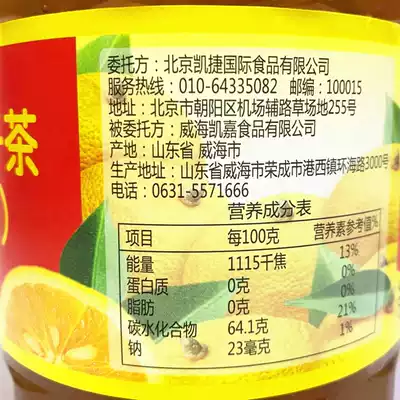 茶
委托方：北京凯捷国际食品有限公司
服务热线：010-64335082 邮编：100015
地址：北京市朝阳区机场辅路草场地255号
被委托方：威海凯嘉食品有限公司
产地：山东省 威海市
生产地址：山东省威海市荣成市港西镇环海路3000号
电话：0631-5571666
营养成分表
项目 每100克 营养素参考值%
能量 1115千焦 13%
蛋白质 0克 0%
脂肪 0克 0%
碳水化合物 64.1克 21%
钠 23毫克 1%